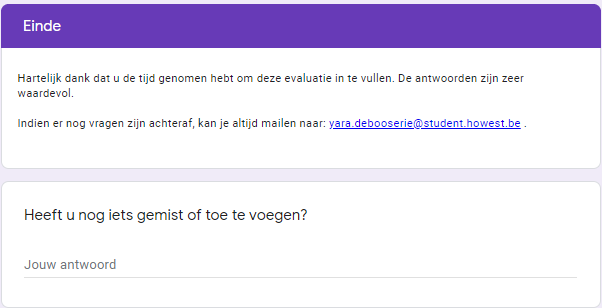 Einde
Hartelijk dank dat u de tijd genomen hebt om deze evaluatie in te vullen. De antwoorden zijn zeer
waardevol.
Indien er nog vragen zijn achteraf, kan je altijd mailen naar: yara.debooserie@student.howest.be .
Heeft u nog iets gemist of toe te voegen?
Jouw antwoord